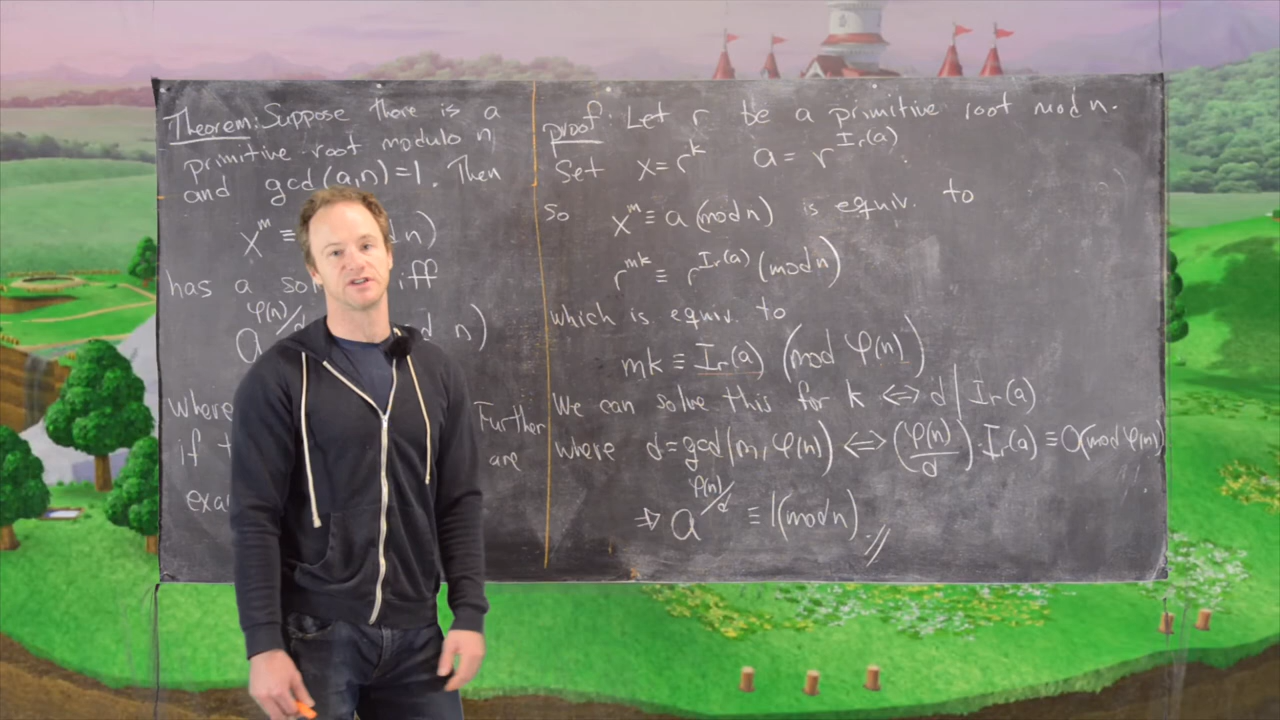 Theorem: Suppose there is a
primitive root modulo n,
and gcd(a,n)=1. Then
x^m ≡ n)
has a iff
a^φ(n)/ n)
where Further
if are
exa
proof: Let r be a primitive root mod n.
Set x=r^k a=r^Ir(a)
so x^m ≡ a (mod n) is equiv. to
r^mk ≡ r^Ir(a) (mod n)
which is equiv. to
mk ≡ Ir(a) (mod φ(n))
We can solve this for k ⇔ d | Ir(a)
where d=gcd(m, φ(n)) ⇔ (φ(n)/d)·Ir(a) ≡ 0(mod φ(n))
⇒ a^φ(n)/d ≡ 1(mod n).//